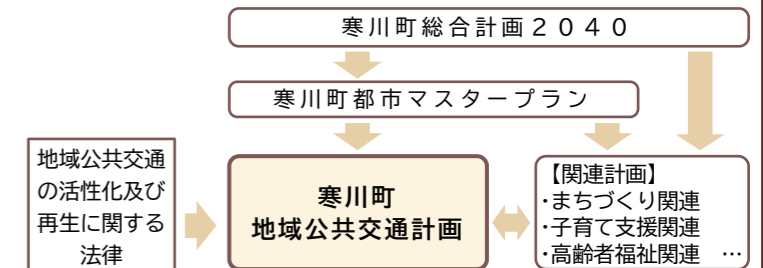 寒川町総合計画２０４０
寒川町都市マスタープラン
地域公共交通
の活性化及び
再生に関する
法律
寒川町
地域公共交通計画
【関連計画】
・まちづくり関連
・子育て支援関連
・高齢者福祉関連　…